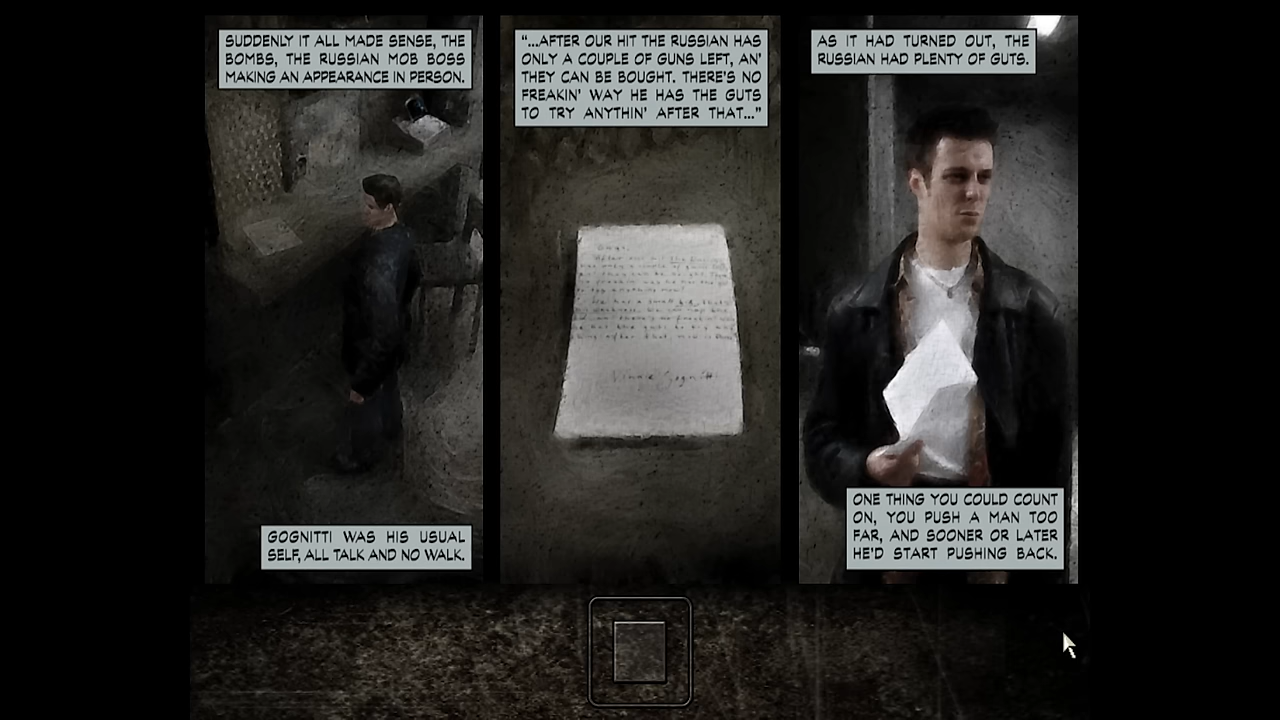 SUDDENLY IT ALL MADE SENSE, THE
BOMBS, THE RUSSIAN MOB BOSS
MAKING AN APPEARANCE IN PERSON.
GOGNITTI WAS HIS USUAL
SELF, ALL TALK AND NO WALK.
“...AFTER OUR HIT THE RUSSIAN HAS
ONLY A COUPLE OF GUNS LEFT, AN'
THEY CAN BE BOUGHT. THERE'S NO
FREAKIN' WAY HE HAS THE GUTS
TO TRY ANYTHIN' AFTER THAT...”
AS IT HAD TURNED OUT, THE
RUSSIAN HAD PLENTY OF GUTS.
ONE THING YOU COULD COUNT
ON, YOU PUSH A MAN TOO
FAR, AND SOONER OR LATER
HE'D START PUSHING BACK.